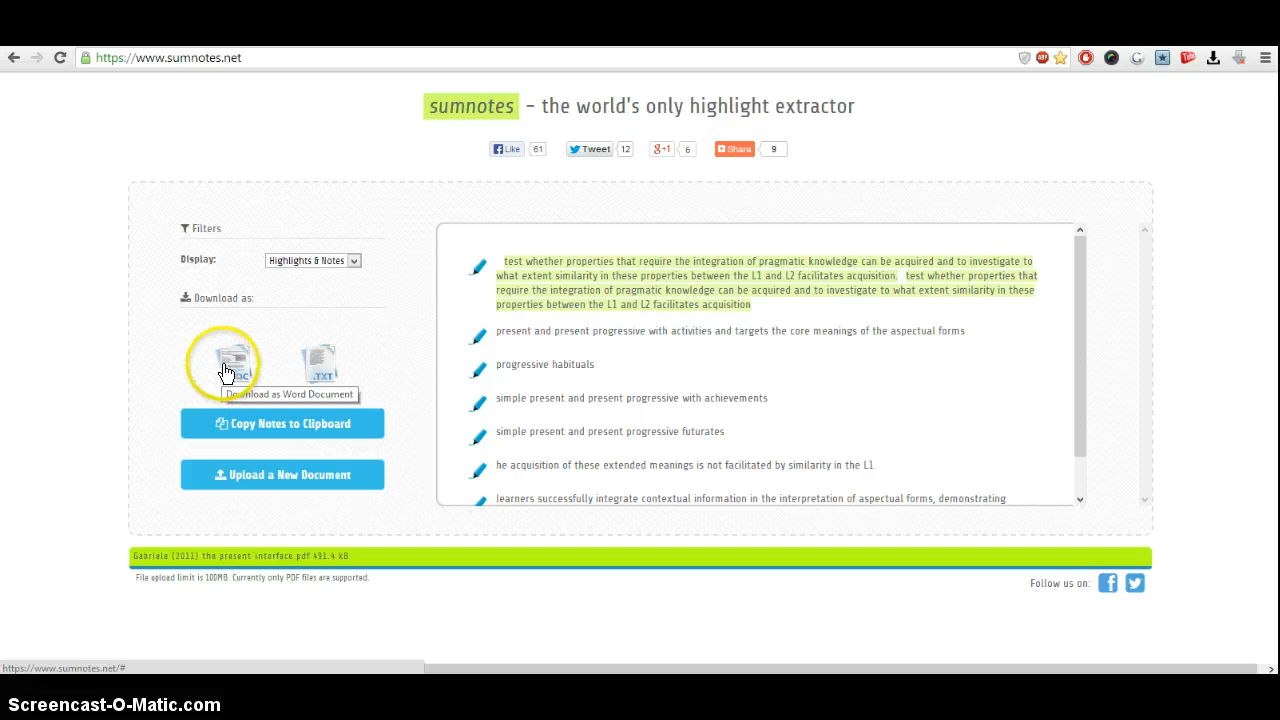 https://www.sumnotes.net
sumnotes - the world's only highlight extractor
Like 61 Tweet 12 g+1 6 Share 9
Filters
Display: Highlights & Notes
Download as:
.TXT
Download as Word Document
Copy Notes to Clipboard
Upload a New Document
test whether properties that require the integration of pragmatic knowledge can be acquired and to investigate to
what extent similarity in these properties between the L1 and L2 facilitates acquisition. test whether properties that
require the integration of pragmatic knowledge can be acquired and to investigate to what extent similarity in these
properties between the L1 and L2 facilitates acquisition
present and present progressive with activities and targets the core meanings of the aspectual forms
progressive habituals
simple present and present progressive with achievements
simple present and present progressive futurates
he acquisition of these extended meanings is not facilitated by similarity in the L1.
learners successfully integrate contextual information in the interpretation of aspectual forms, demonstrating
Gabriele (2011) the present interface.pdf 491.4 kB
File upload limit is 100MB. Currently only PDF files are supported.
Follow us on:
https://www.sumnotes.net/#
Screencast-O-Matic.com